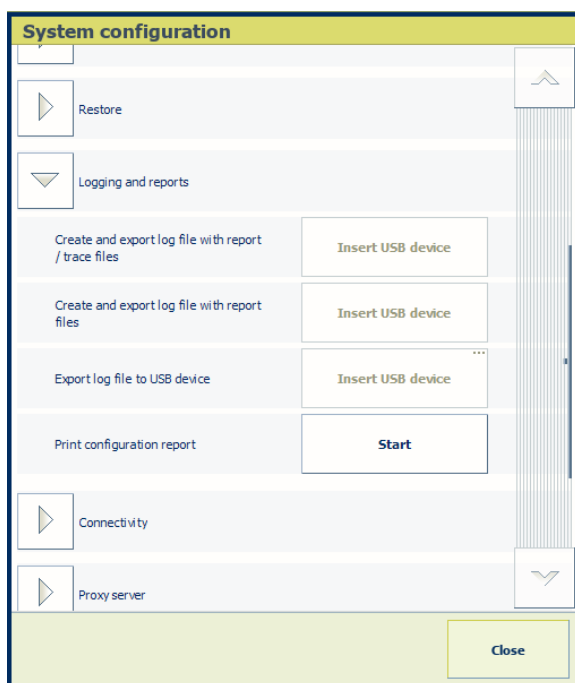 System configuration
Restore
Logging and reports
Create and export log file with report
/ trace files
Insert USB device
Create and export log file with report
files
Insert USB device
...
Export log file to USB device
Insert USB device
Print configuration report
Start
Connectivity
Proxy server
Close